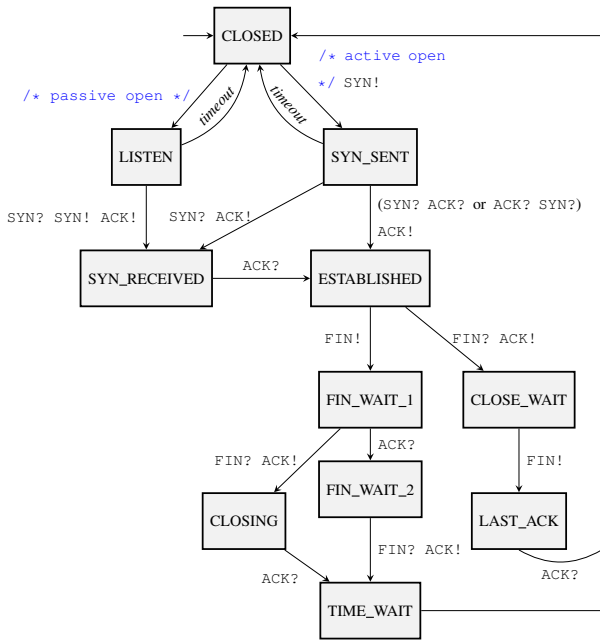 CLOSED
/* active open
*/ SYN!
/* passive open */
timeout
timeout
LISTEN
SYN_SENT
SYN? SYN! ACK!
SYN? ACK!
(SYN? ACK? or ACK? SYN?)
ACK!
SYN_RECEIVED
ACK?
ESTABLISHED
FIN!
FIN? ACK!
FIN_WAIT_1
CLOSE_WAIT
FIN? ACK!
ACK?
FIN!
FIN_WAIT_2
CLOSING
LAST_ACK
FIN? ACK!
ACK?
ACK?
TIME_WAIT